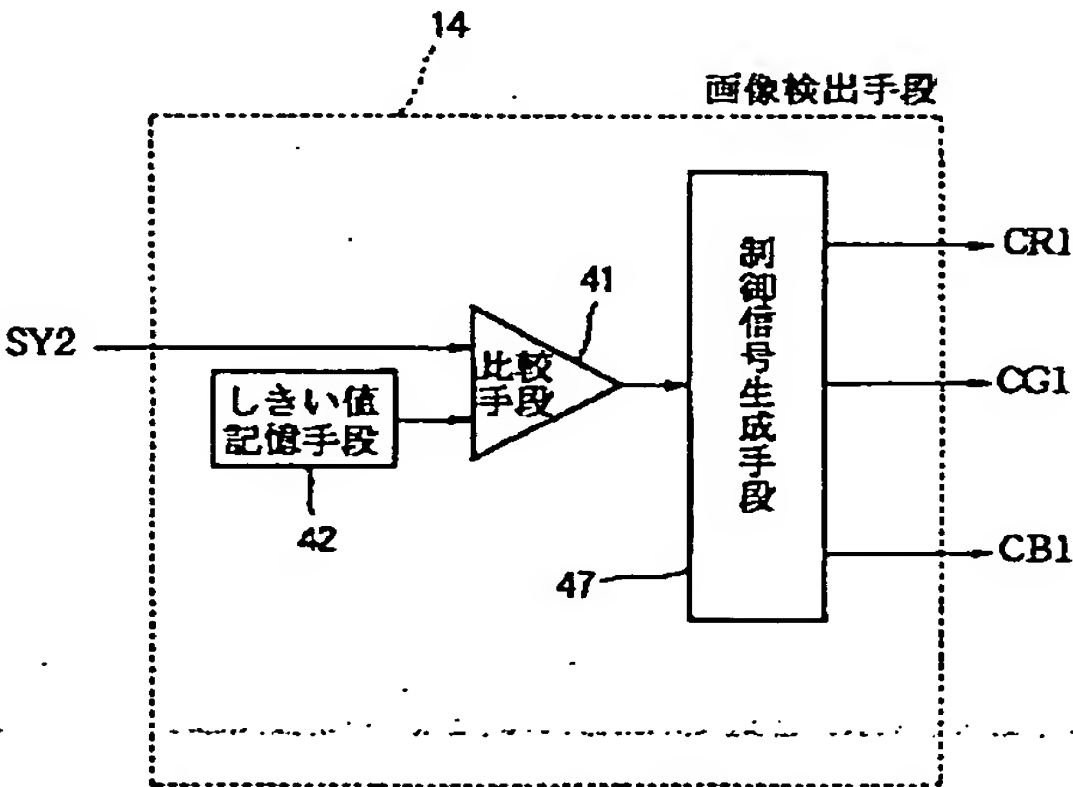 14
画像検出手段
SY2
しきい値
記憶手段
42
比較
手段
41
制御信号生成手段
47
CR1
CG1
CB1